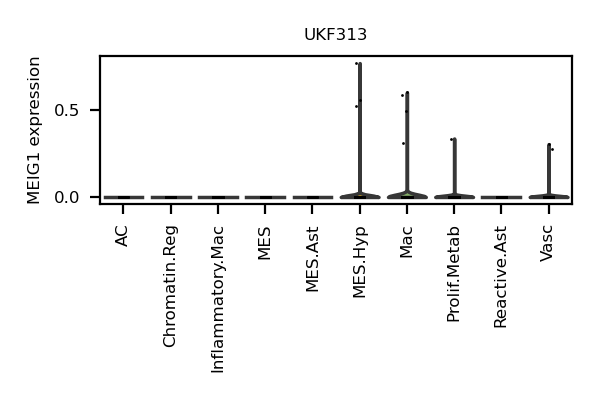 UKF313
MEIG1 expression
0.5
0.0
AC
Chromatin.Reg
Inflammatory.Mac
MES
MES.Ast
MES.Hyp
Mac
Prolif.Metab
Reactive.Ast
Vasc